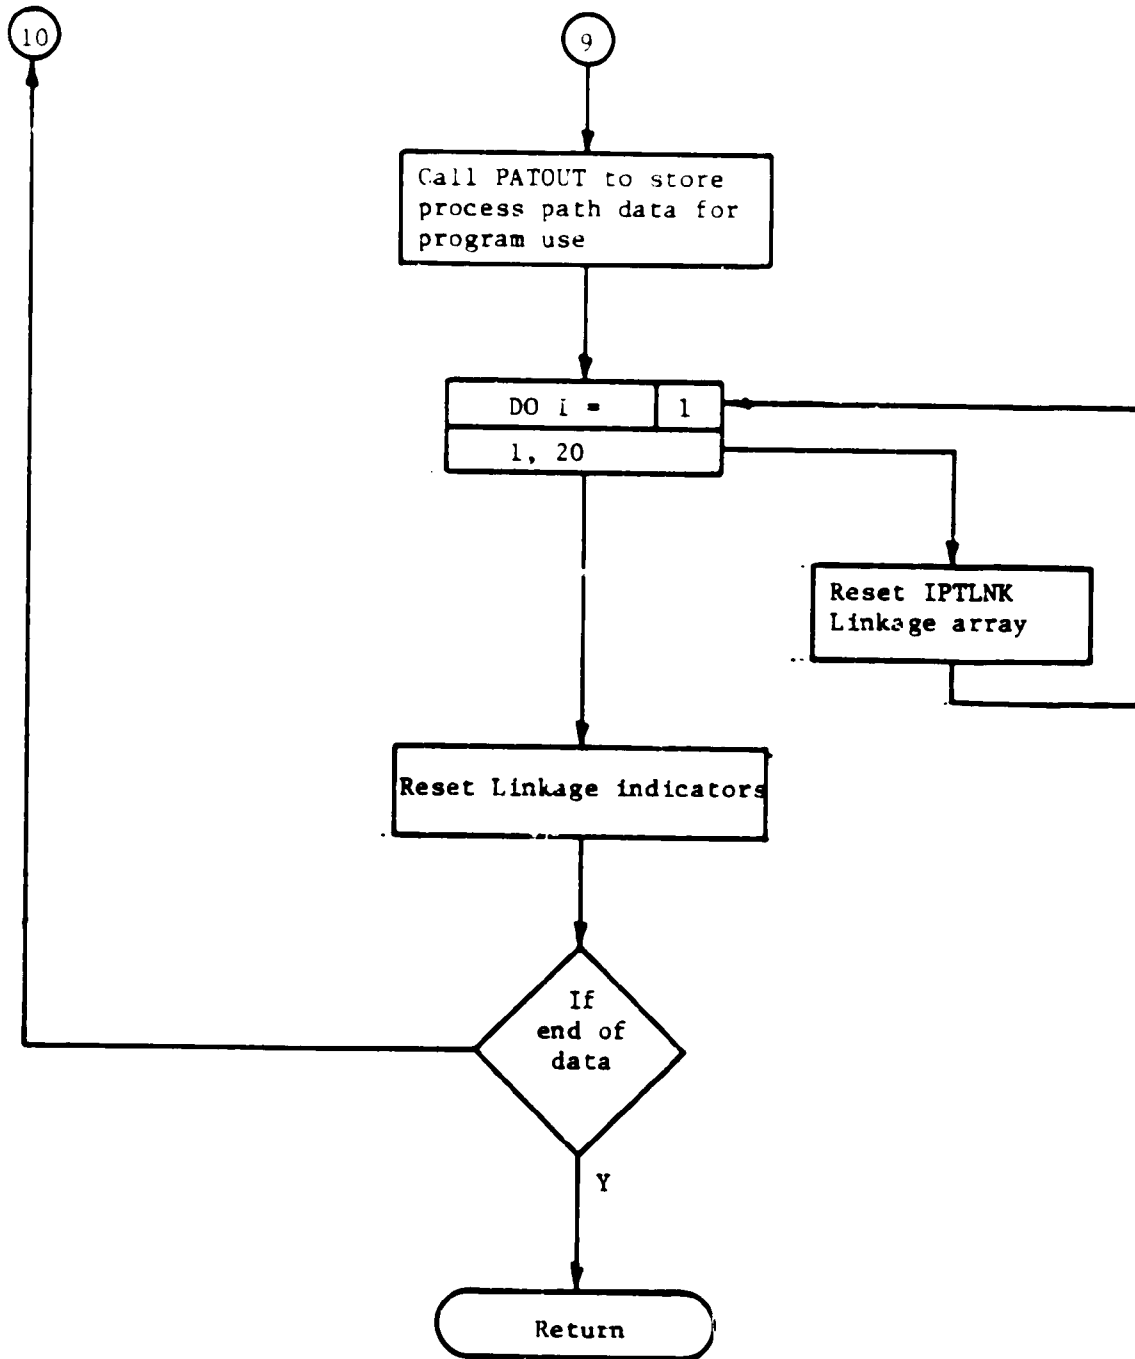 10
9
Call PATOUT to store
process path data for
program use
DO I = 1
1, 20
Reset IPTLNK
Linkage array
Reset Linkage indicators
If
end of
data
Y
Return